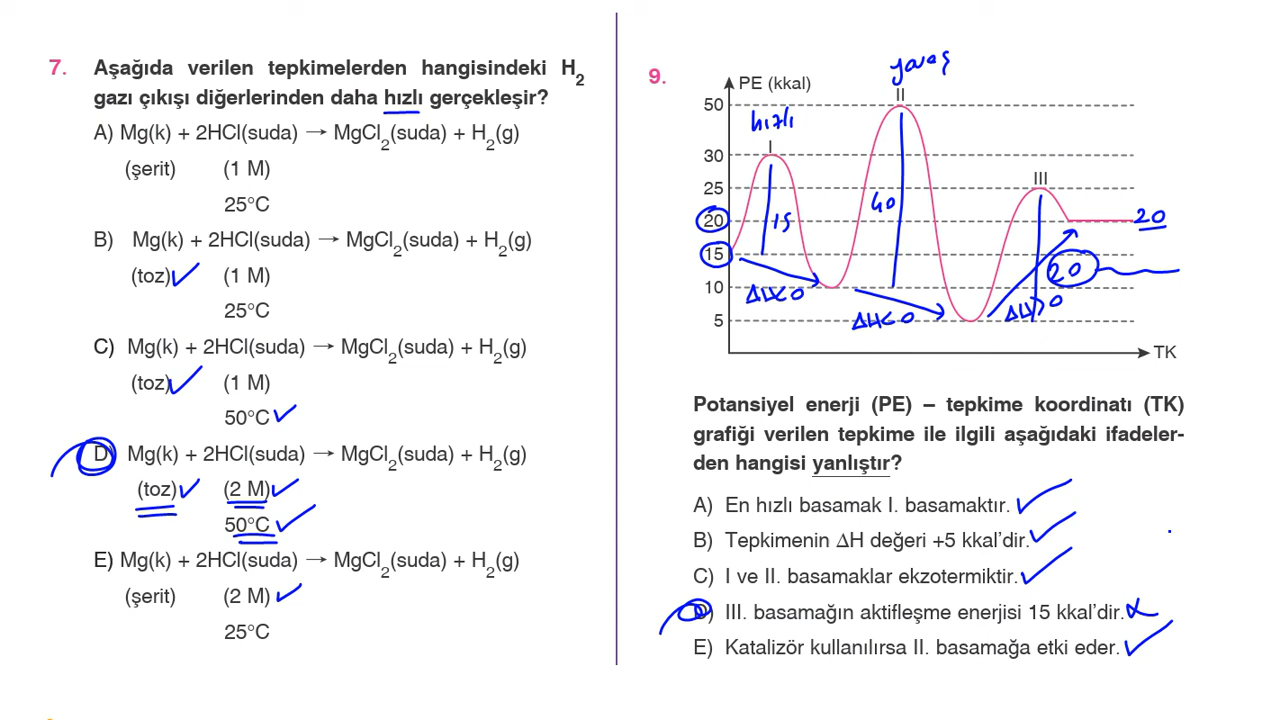 7. Aşağıda verilen tepkimelerden hangisindeki H2
gazı çıkışı diğerlerinden daha hızlı gerçekleşir?
A) Mg(k) + 2HCl(suda) → MgCl2(suda) + H2(g)
(şerit) (1 M)
25°C
B) Mg(k) + 2HCl(suda) → MgCl2(suda) + H2(g)
(toz) (1 M)
25°C
C) Mg(k) + 2HCl(suda) → MgCl2(suda) + H2(g)
(toz) (1 M)
50°C
D) Mg(k) + 2HCl(suda) → MgCl2(suda) + H2(g)
(toz) (2 M)
50°C
E) Mg(k) + 2HCl(suda) → MgCl2(suda) + H2(g)
(şerit) (2 M)
25°C
9.
PE (kkal)
yavaş
II
50
hızlı
I
30
III
25
40
20
15
20
15
20
10
ΔH<0
ΔH<0
ΔH>0
5
TK
Potansiyel enerji (PE) – tepkime koordinatı (TK)
grafiği verilen tepkime ile ilgili aşağıdaki ifadeler-
den hangisi yanlıştır?
A) En hızlı basamak I. basamaktır.
B) Tepkimenin ΔH değeri +5 kkal'dir.
C) I ve II. basamaklar ekzotermiktir.
D) III. basamağın aktifleşme enerjisi 15 kkal'dir.
E) Katalizör kullanılırsa II. basamağa etki eder.